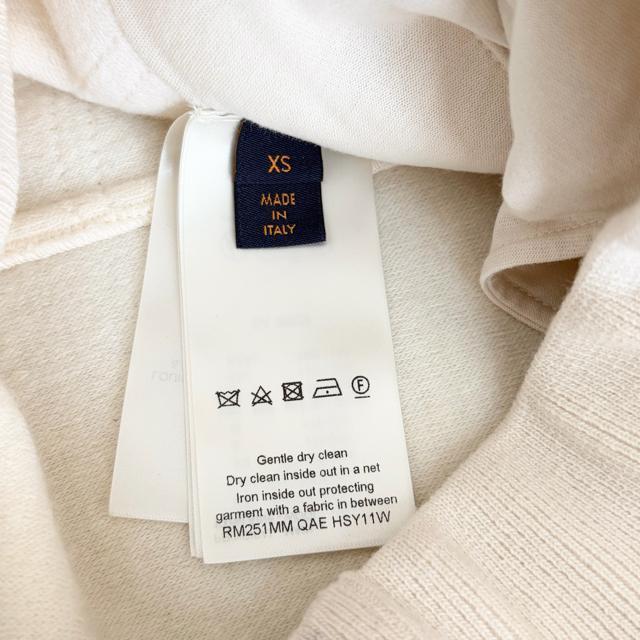 XS
MADE
IN
ITALY
Gentle dry clean
Dry clean inside out in a net
Iron inside out protecting
garment with a fabric in between
RM251MM QAE HSY11W